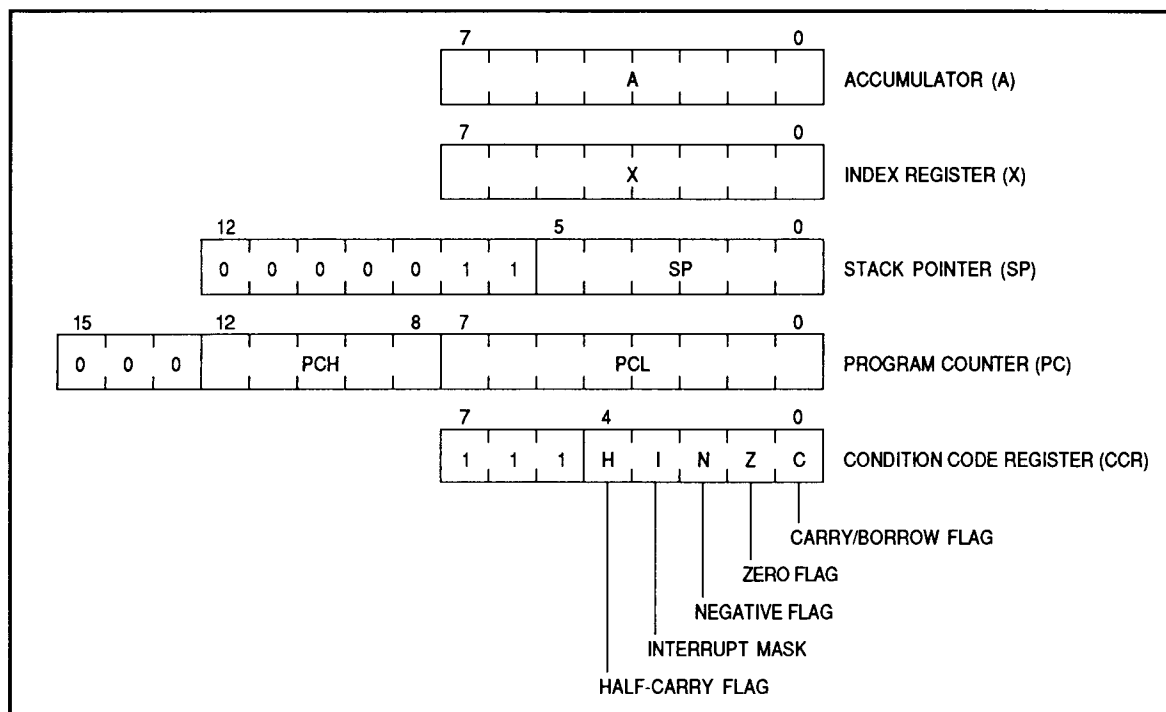 7 0
A ACCUMULATOR (A)
7 0
X INDEX REGISTER (X)
12 5 0
0 0 0 0 0 1 1 SP STACK POINTER (SP)
15 12 8 7 0
0 0 0 PCH PCL PROGRAM COUNTER (PC)
7 4 0
1 1 1 H I N Z C CONDITION CODE REGISTER (CCR)
CARRY/BORROW FLAG
ZERO FLAG
NEGATIVE FLAG
INTERRUPT MASK
HALF-CARRY FLAG